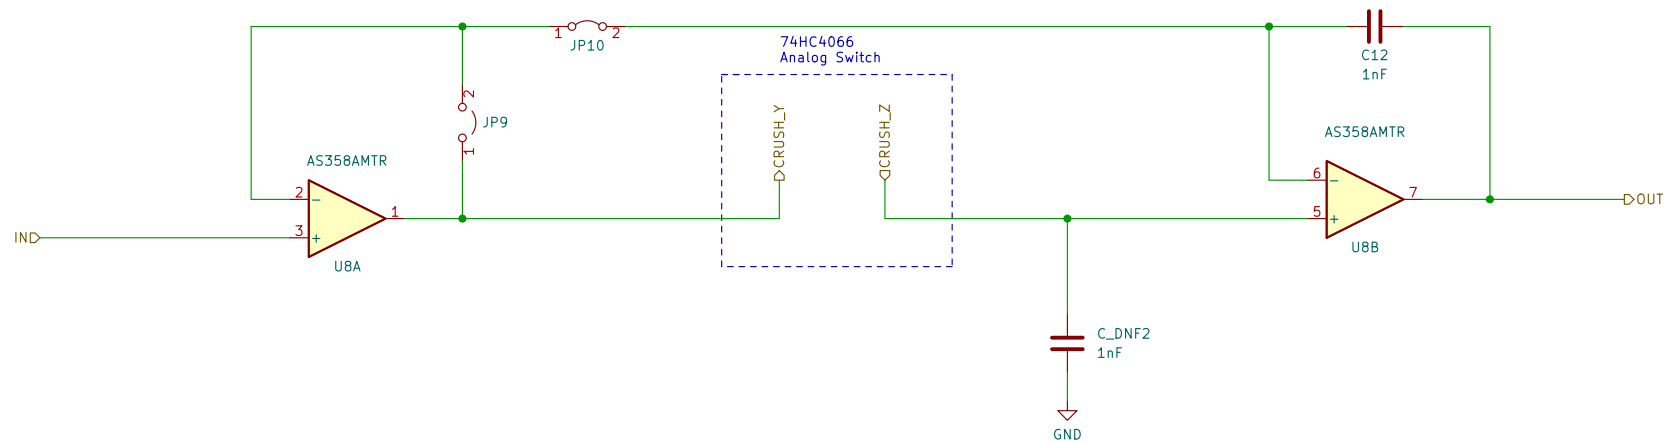 1
2
JP10
74HC4066
Analog Switch
C12
1nF
2
JP9
1
CRUSH_Y
CRUSH_Z
AS358AMTR
AS358AMTR
2
−
1
3
+
IN
U8A
6
−
7
5
+
OUT
U8B
C_DNF2
1nF
GND